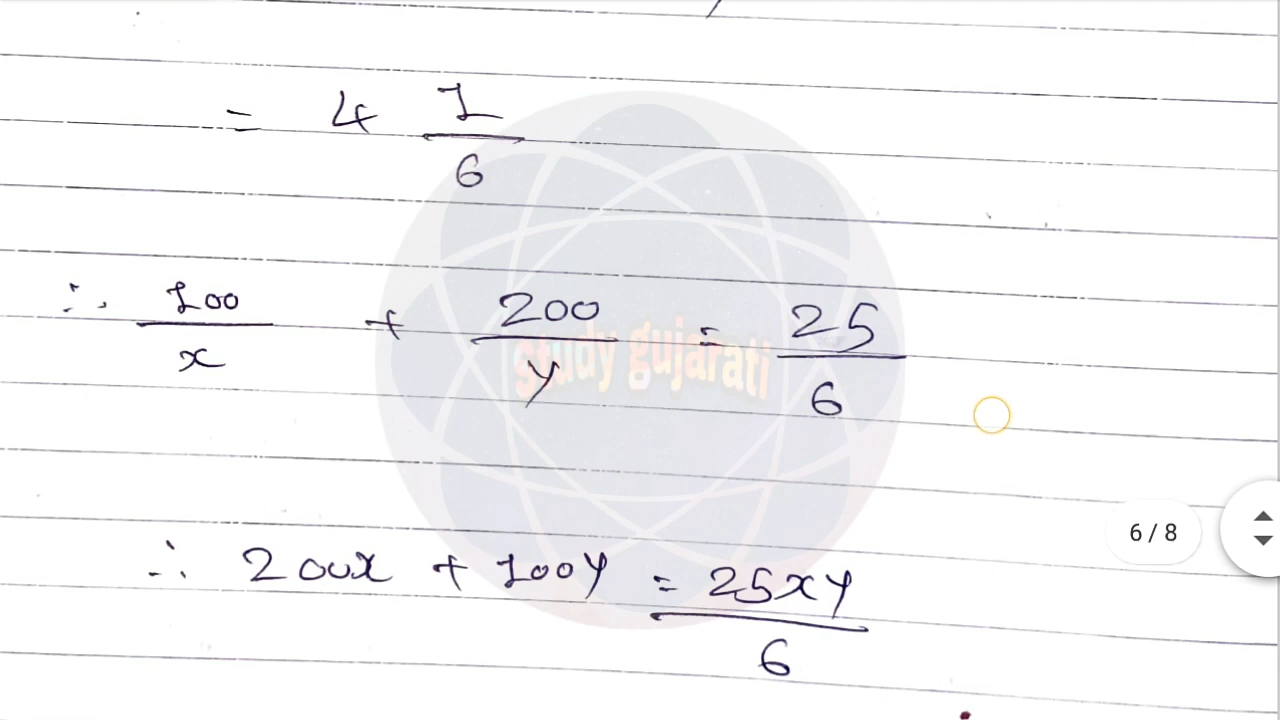 = 4 1/6
∴ 100/x + 200/y = 25/6
study gujarati
6 / 8
∴ 200x + 100y = 25xy/6